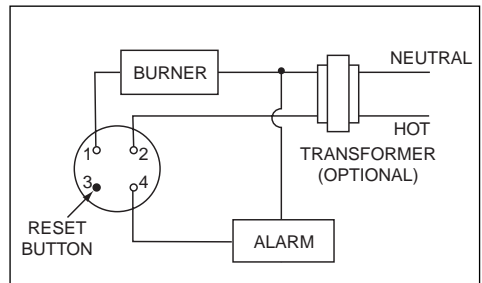 NEUTRAL
BURNER
HOT
TRANSFORMER
(OPTIONAL)
1 2
3 4
RESET
BUTTON
ALARM